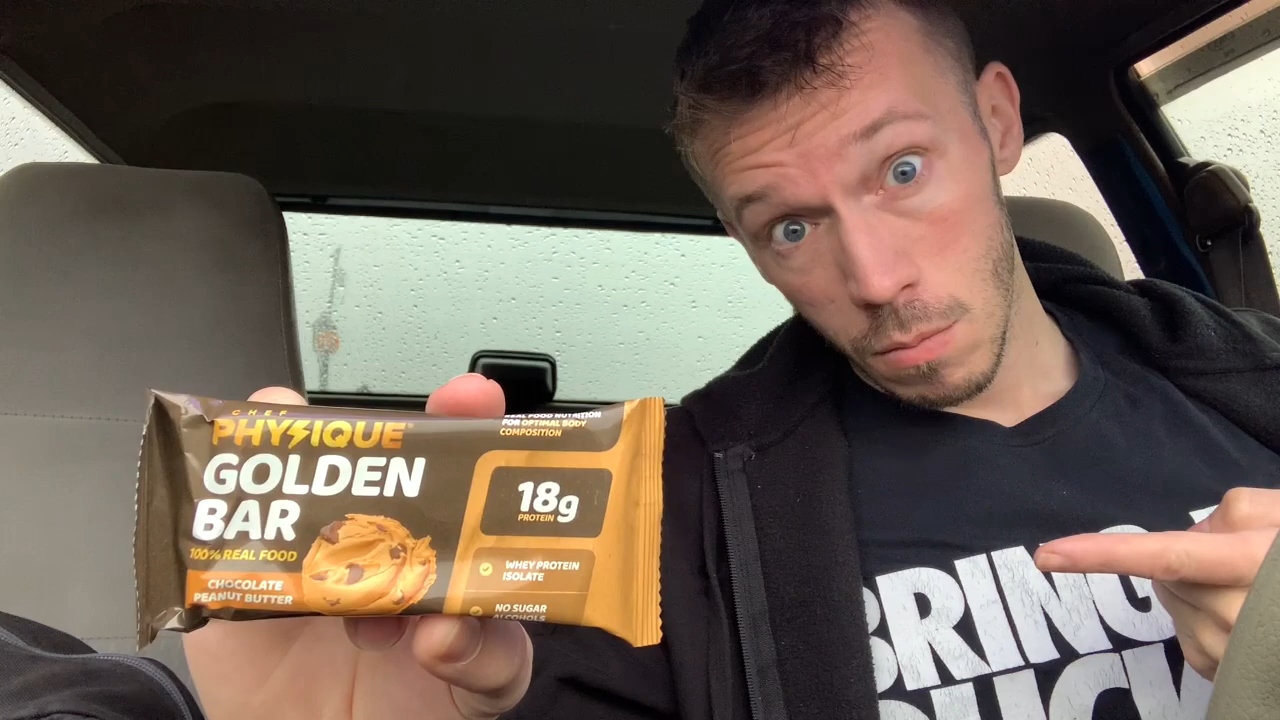 CHEF
PHYSIQUE
GOLDEN
BAR
100% REAL FOOD
CHOCOLATE
PEANUT BUTTER
REAL FOOD NUTRITION
FOR OPTIMAL BODY
COMPOSITION
18g
PROTEIN
WHEY PROTEIN
ISOLATE
NO SUGAR
ALCOHOLS
BRING